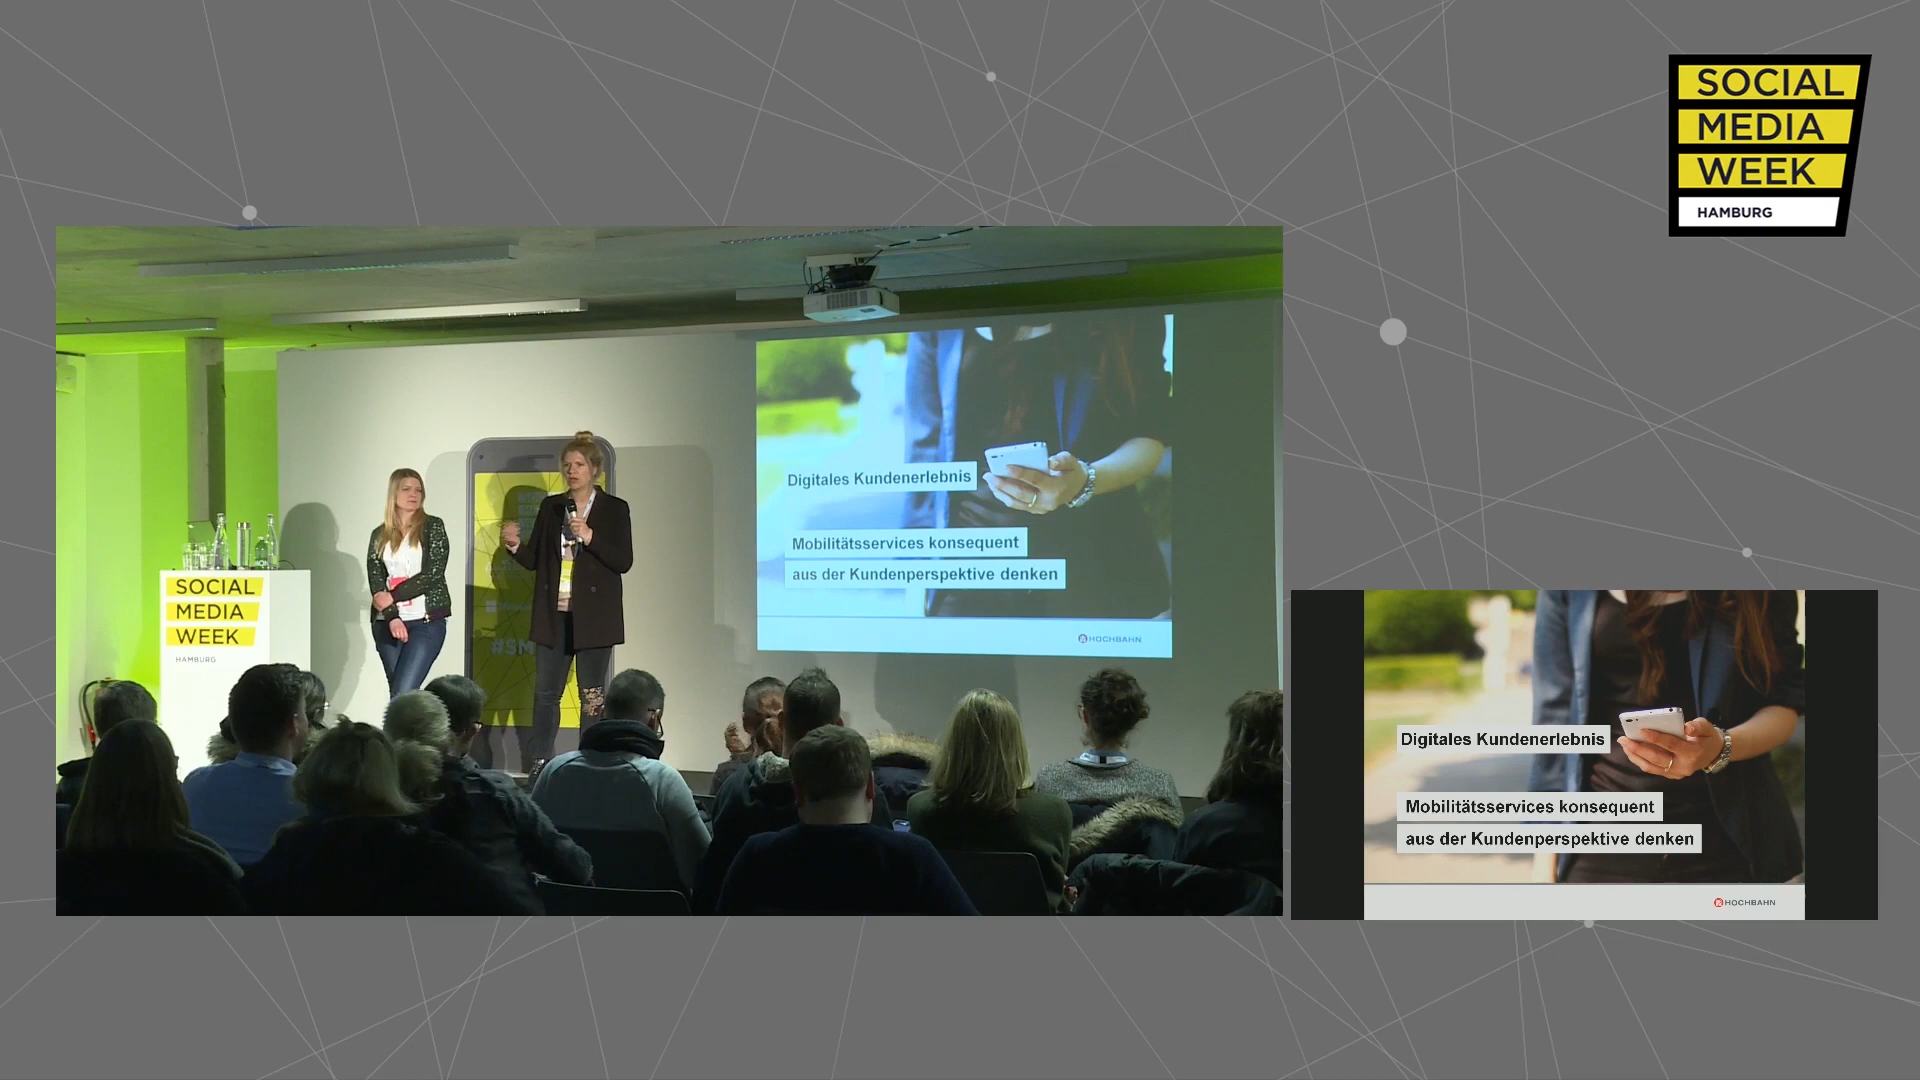 SOCIAL
MEDIA
WEEK
HAMBURG
Digitales Kundenerlebnis
Mobilitätsservices konsequent
aus der Kundenperspektive denken
HOCHBAHN
SOCIAL
MEDIA
WEEK
HAMBURG
#SM
Digitales Kundenerlebnis
Mobilitätsservices konsequent
aus der Kundenperspektive denken
HOCHBAHN